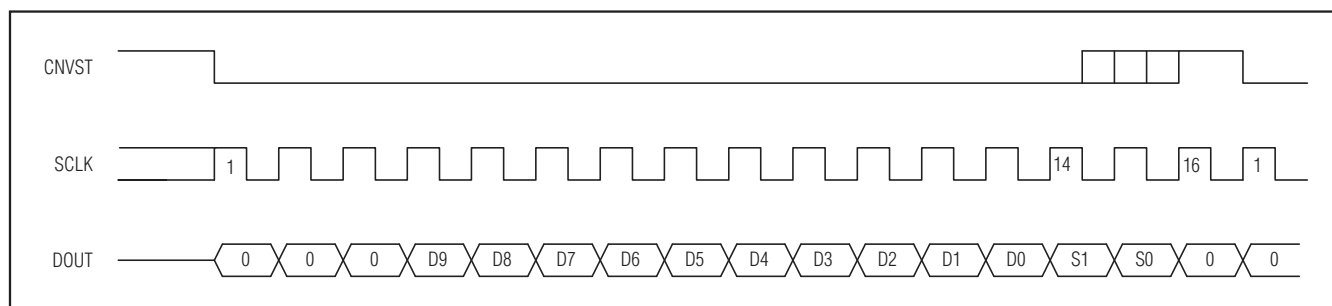 CNVST
SCLK 1 14 16 1
DOUT 0 0 0 D9 D8 D7 D6 D5 D4 D3 D2 D1 D0 S1 S0 0 0